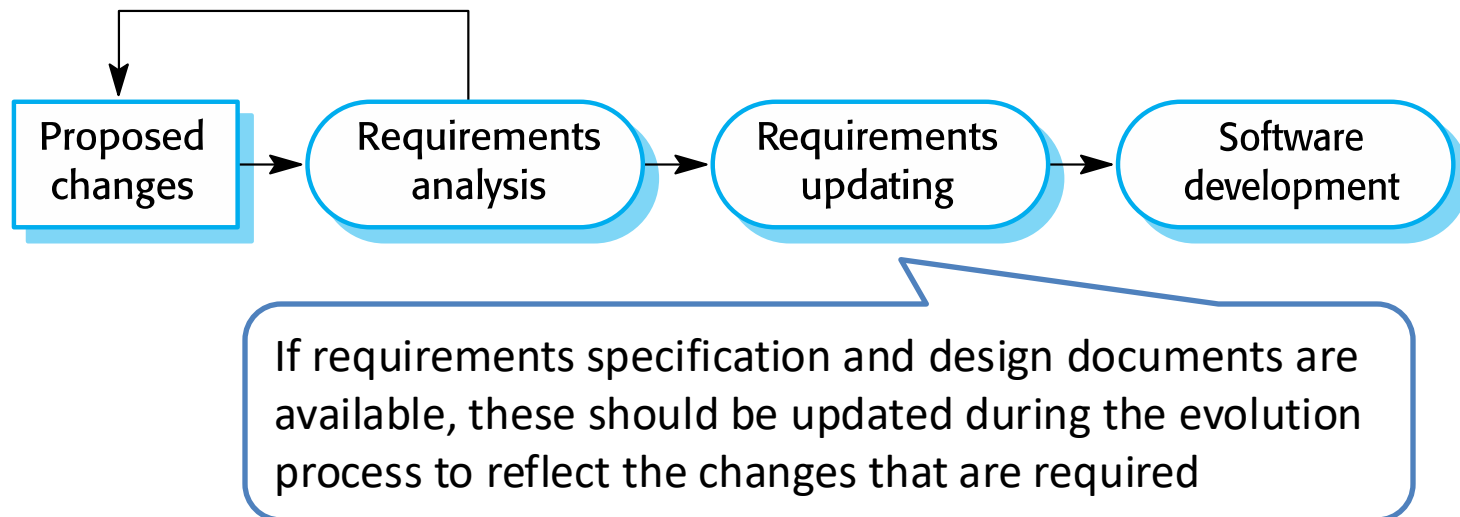 Proposed
changes
Requirements
analysis
Requirements
updating
Software
development
If requirements specification and design documents are
available, these should be updated during the evolution
process to reflect the changes that are required